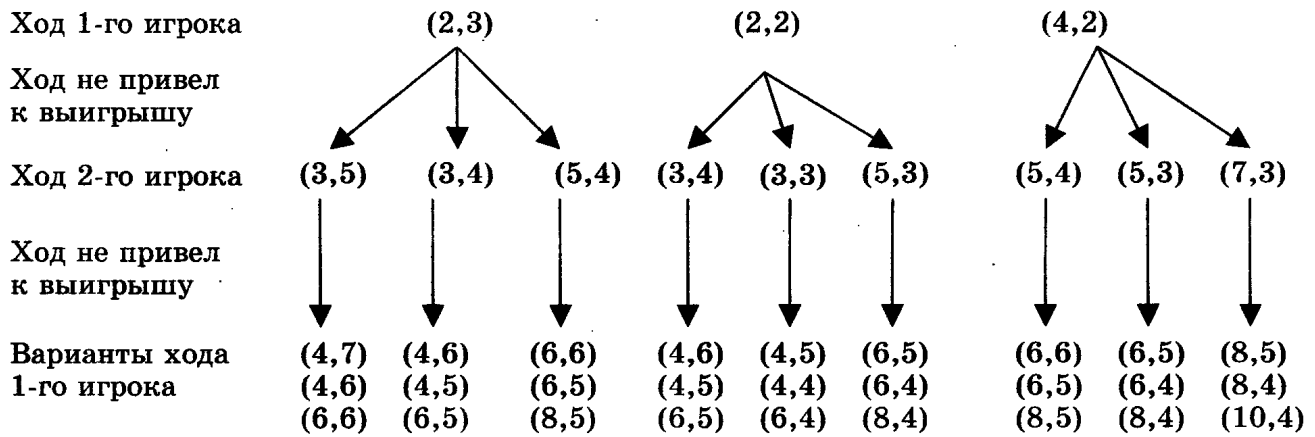 Ход 1-го игрока (2,3) (2,2) (4,2)
Ход не привел
к выигрышу
Ход 2-го игрока (3,5) (3,4) (5,4) (3,4) (3,3) (5,3) (5,4) (5,3) (7,3)
Ход не привел
к выигрышу
Варианты хода (4,7) (4,6) (6,6) (4,6) (4,5) (6,5) (6,6) (6,5) (8,5)
1-го игрока (4,6) (4,5) (6,5) (4,5) (4,4) (6,4) (6,5) (6,4) (8,4)
(6,6) (6,5) (8,5) (6,5) (6,4) (8,4) (8,5) (8,4) (10,4)